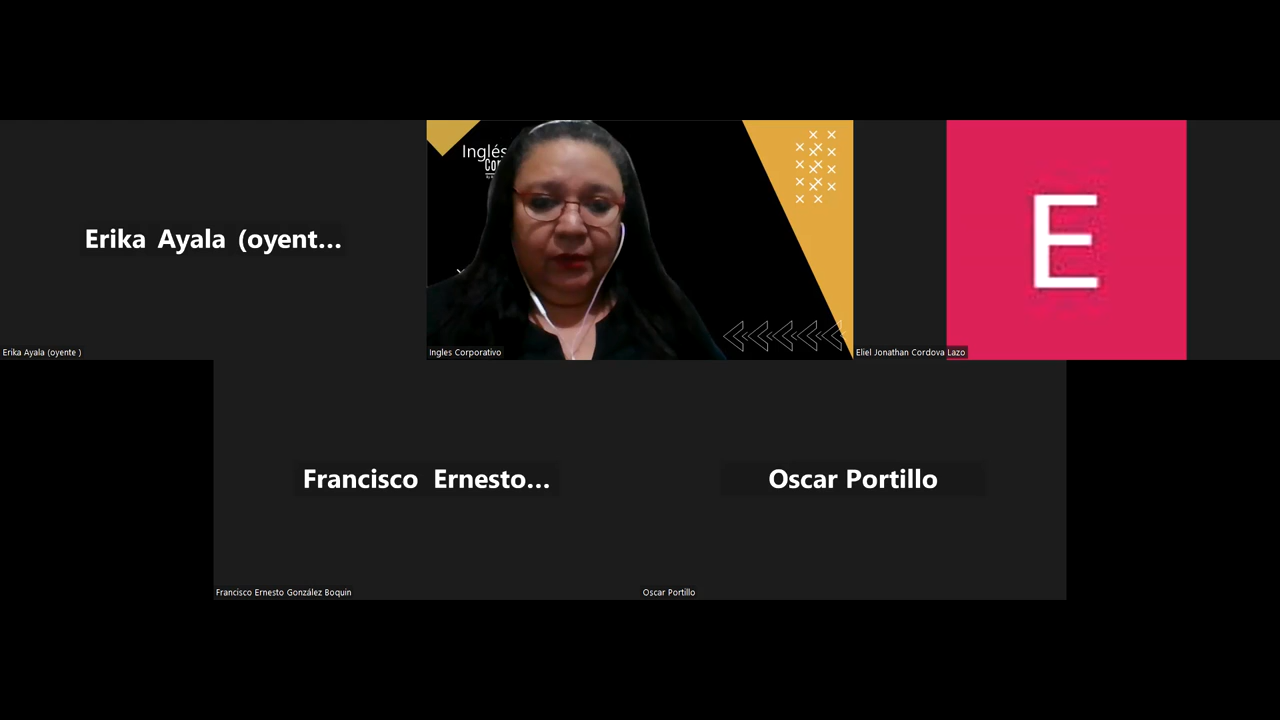 Erika Ayala (oyent...
Erika Ayala (oyente )
Inglés
Ingles Corporativo
E
Eliel Jonathan Cordova Lazo
Francisco Ernesto...
Francisco Ernesto González Boquin
Oscar Portillo
Oscar Portillo